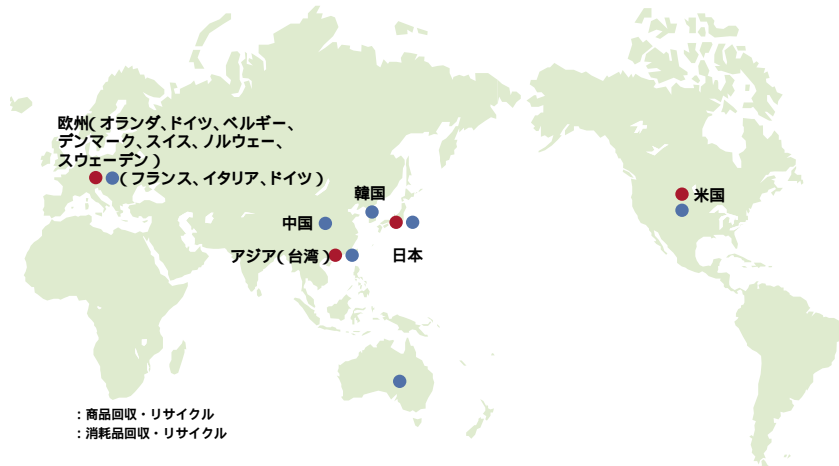 欧州(オランダ、ドイツ、ベルギー、
デンマーク、スイス、ノルウェー、
スウェーデン)
(フランス、イタリア、ドイツ)
韓国
中国
アジア(台湾)
日本
米国
:商品回収・リサイクル
:消耗品回収・リサイクル